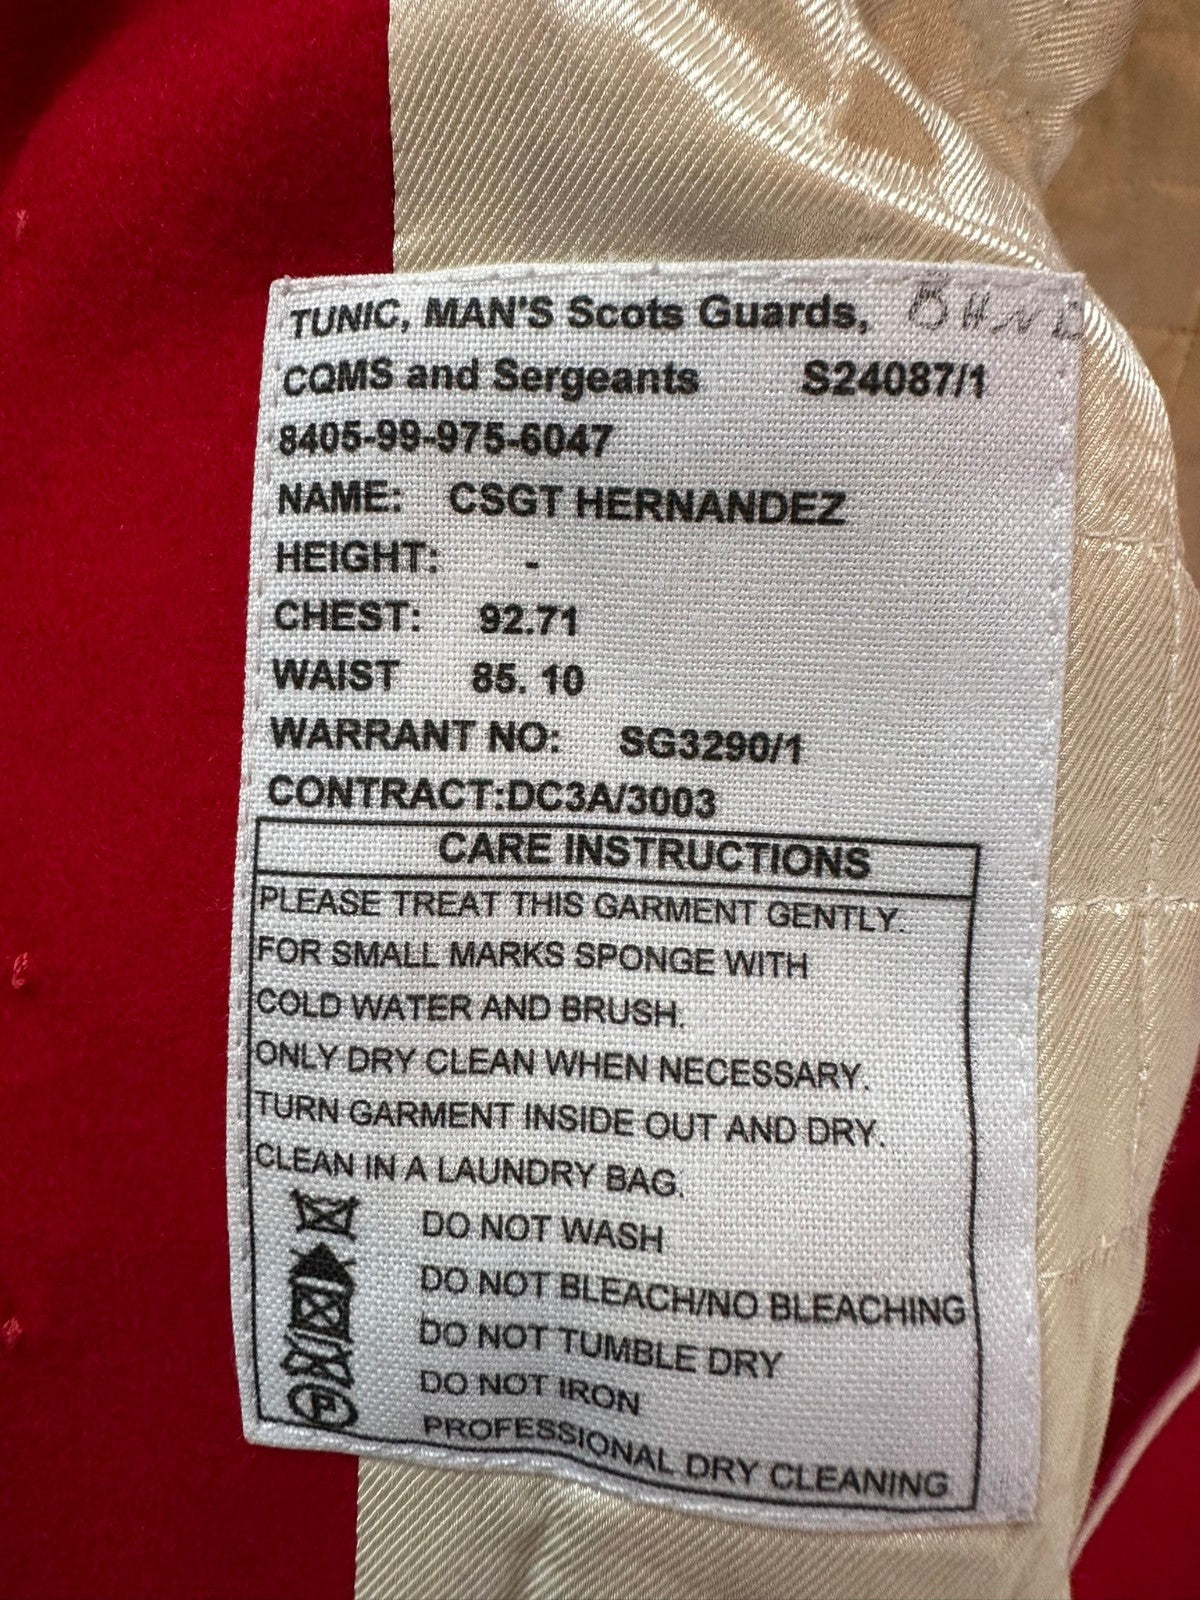 TUNIC, MAN'S Scots Guards,
CQMS and Sergeants S24087/1
8405-99-975-6047
NAME: CSGT HERNANDEZ
HEIGHT: -
CHEST: 92.71
WAIST 85. 10
WARRANT NO: SG3290/1
CONTRACT:DC3A/3003
CARE INSTRUCTIONS
PLEASE TREAT THIS GARMENT GENTLY.
FOR SMALL MARKS SPONGE WITH
COLD WATER AND BRUSH.
ONLY DRY CLEAN WHEN NECESSARY.
TURN GARMENT INSIDE OUT AND DRY.
CLEAN IN A LAUNDRY BAG.
DO NOT WASH
DO NOT BLEACH/NO BLEACHING
DO NOT TUMBLE DRY
DO NOT IRON
P PROFESSIONAL DRY CLEANING